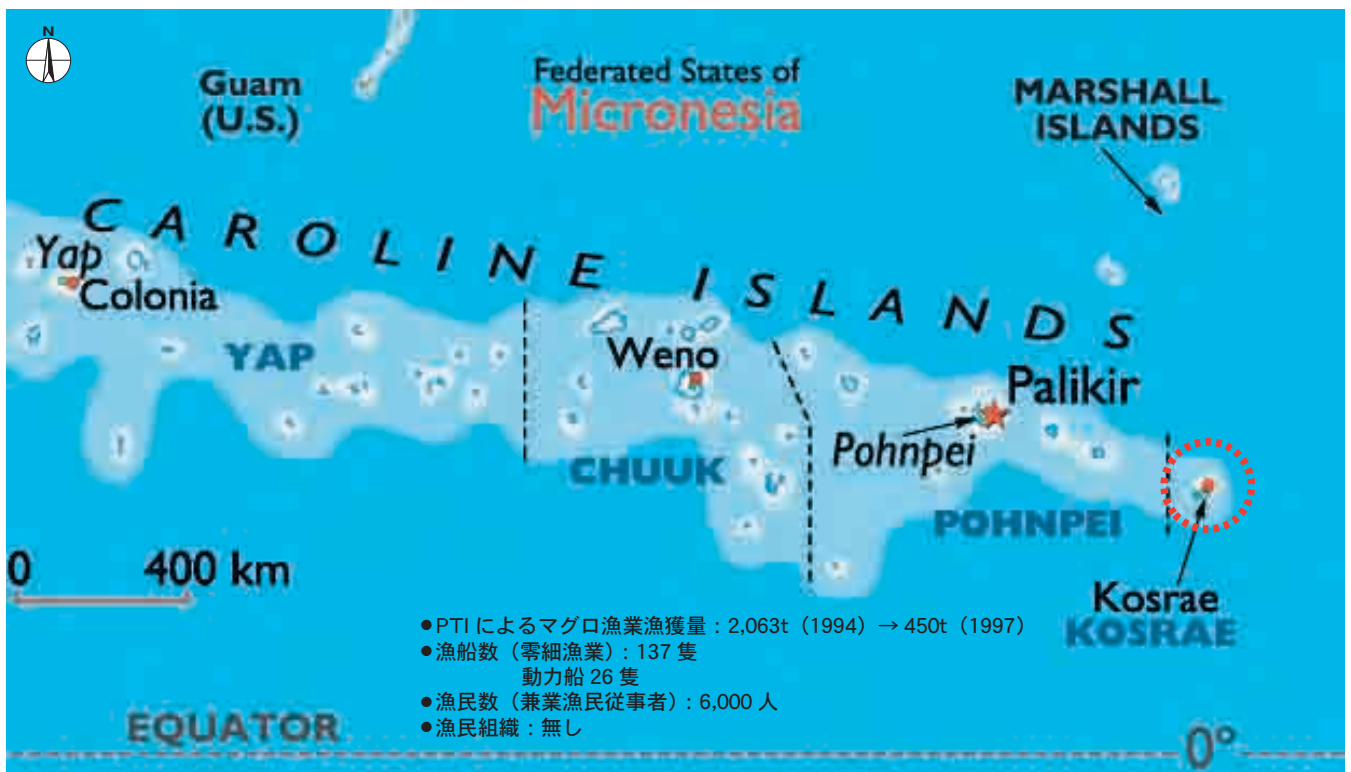 N
Guam
(U.S.)
Federated States of
Micronesia
MARSHALL
ISLANDS
CAROLINE ISLANDS
Yap
Colonia
YAP
Weno
CHUUK
Palikir
Pohnpei
POHNPEI
Kosrae
KOSRAE
0 400 km
●PTI によるマグロ漁業漁獲量：2,063t（1994）→ 450t（1997）
●漁船数（零細漁業）：137 隻
動力船 26 隻
●漁民数（兼業漁民従事者）：6,000 人
●漁民組織：無し
EQUATOR
0°